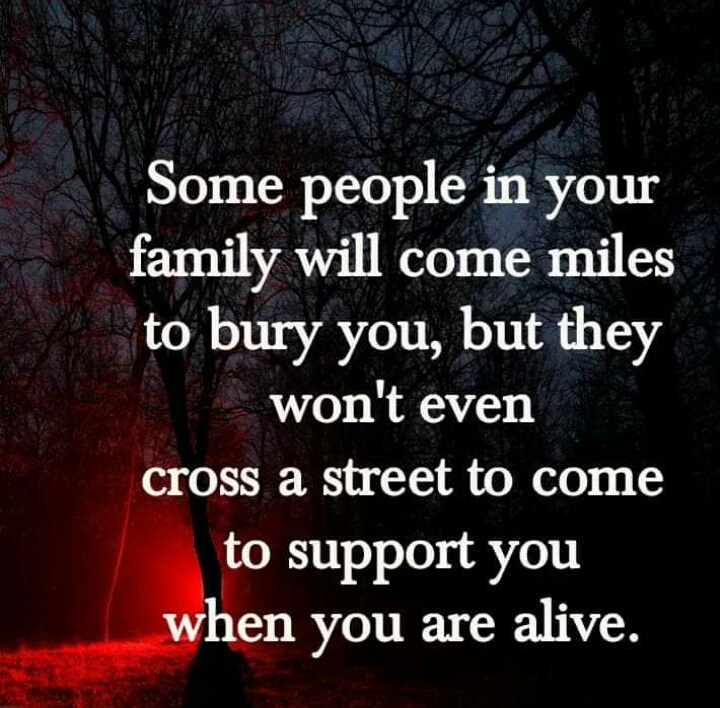 Some people in your
family will come miles
to bury you, but they
won't even
cross a street to come
to support you
when you are alive.